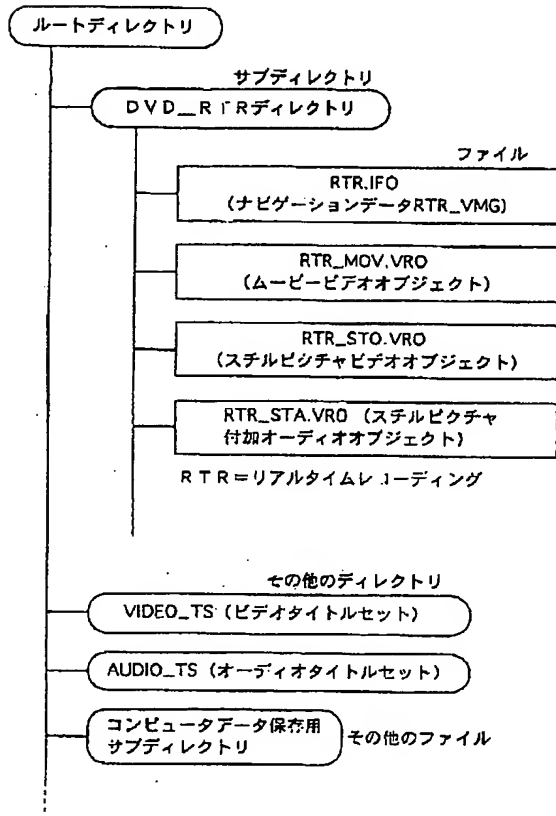 ルートディレクトリ
サブディレクトリ
DVD__RTRディレクトリ
ファイル
RTR.IFO
(ナビゲーションデータRTR_VMG)
RTR_MOV.VRO
(ムービービデオオブジェクト)
RTR_STO.VRO
(スチルピクチャビデオオブジェクト)
RTR_STA.VRO (スチルピクチャ
付加オーディオオブジェクト)
RTR=リアルタイムレコーディング
その他のディレクトリ
VIDEO_TS (ビデオタイトルセット)
AUDIO_TS (オーディオタイトルセット)
コンピュータデータ保存用
サブディレクトリ
その他のファイル